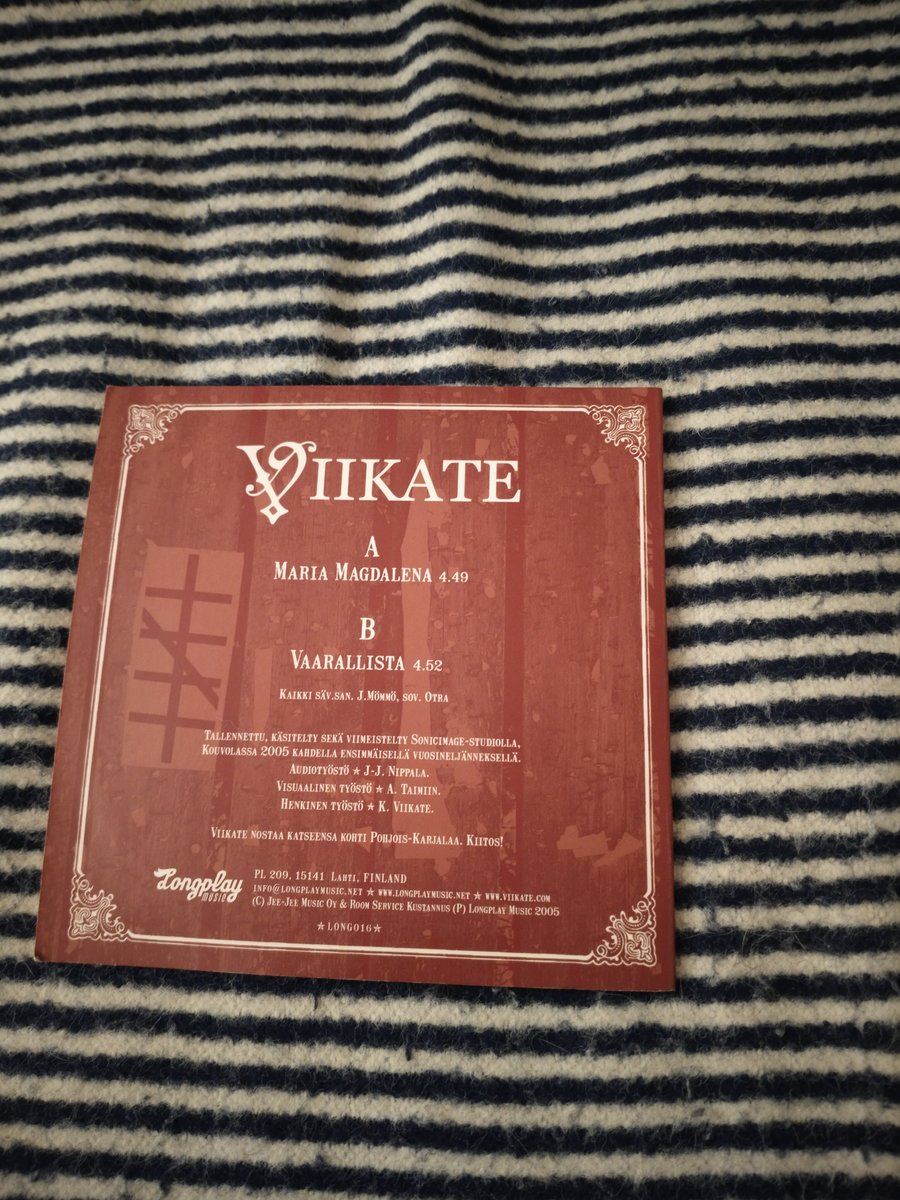 VIIKATE
A
MARIA MAGDALENA 4.49
B
VAARALLISTA 4.52
KAIKKI SÄV.SAN. J.MÖMMÖ, SOV. OTRA
TALLENNETTU, KÄSITELTY SEKÄ VIIMEISTELTY SONICIMAGE-STUDIOLLA,
KOUVOLASSA 2005 KAHDELLA ENSIMMÄISELLÄ VUOSINELJÄNNEKSELLÄ.
AUDIOTYÖSTÖ ★ J-J. NIPPALA.
VISUAALINEN TYÖSTÖ ★ A. TAIMIIN.
HENKINEN TYÖSTÖ ★ K. VIIKATE.
VIIKATE NOSTAA KATSEENSA KOHTI POHJOIS-KARJALAA. KIITOS!
Longplay
music
PL 209, 15141 LAHTI, FINLAND
INFO@LONGPLAYMUSIC.NET ★ WWW.LONGPLAYMUSIC.NET ★ WWW.VIIKATE.COM
(C) JEE-JEE MUSIC OY & ROOM SERVICE KUSTANNUS (P) LONGPLAY MUSIC 2005
★LONG016★